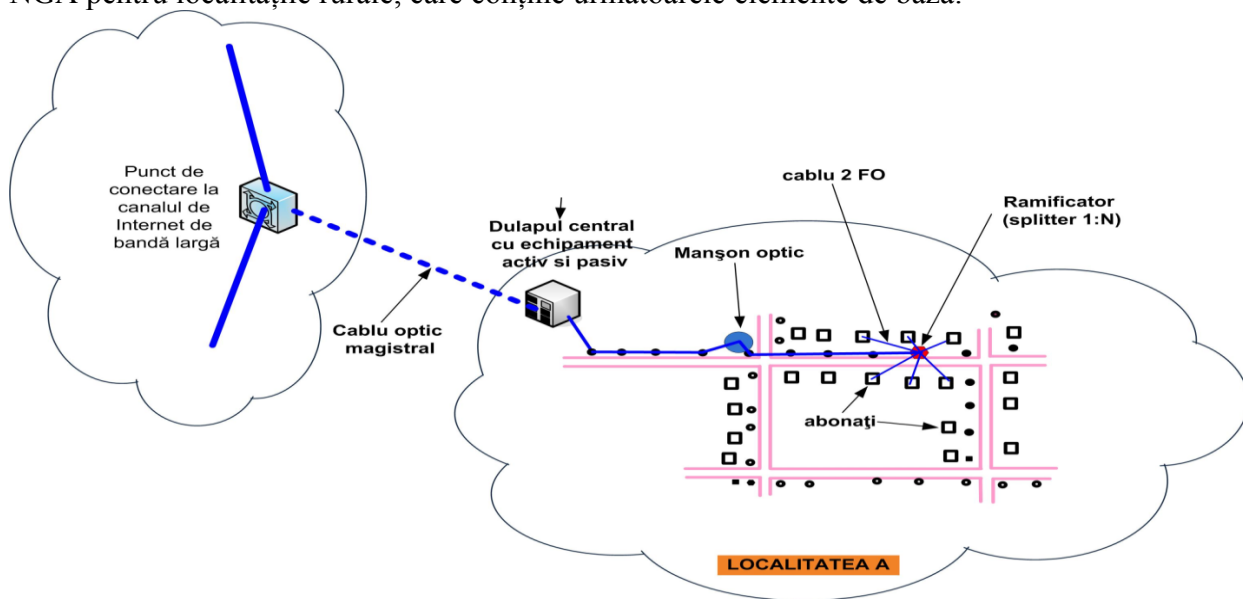 NGA pentru localitățile rurale, care conține următoarele elemente de bază:
Punct de
conectare la
canalul de
Internet de
bandă largă
Cablu optic
magistral
Dulapul central
cu echipament
activ si pasiv
Manşon optic
cablu 2 FO
Ramificator
(splitter 1:N)
abonaţi
LOCALITATEA A